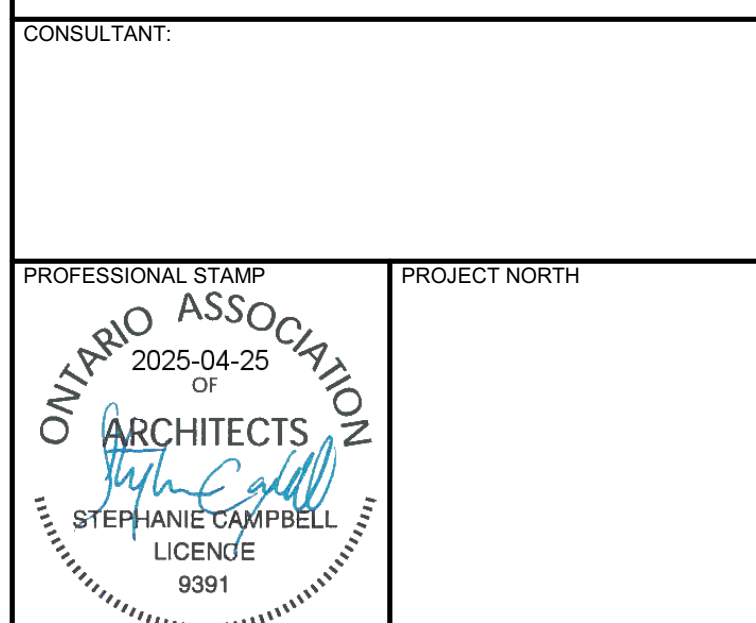 CONSULTANT:
PROFESSIONAL STAMP
PROJECT NORTH
ONTARIO ASSOCIATION
2025-04-25
OF
ARCHITECTS
STEPHANIE CAMPBELL
LICENCE
9391